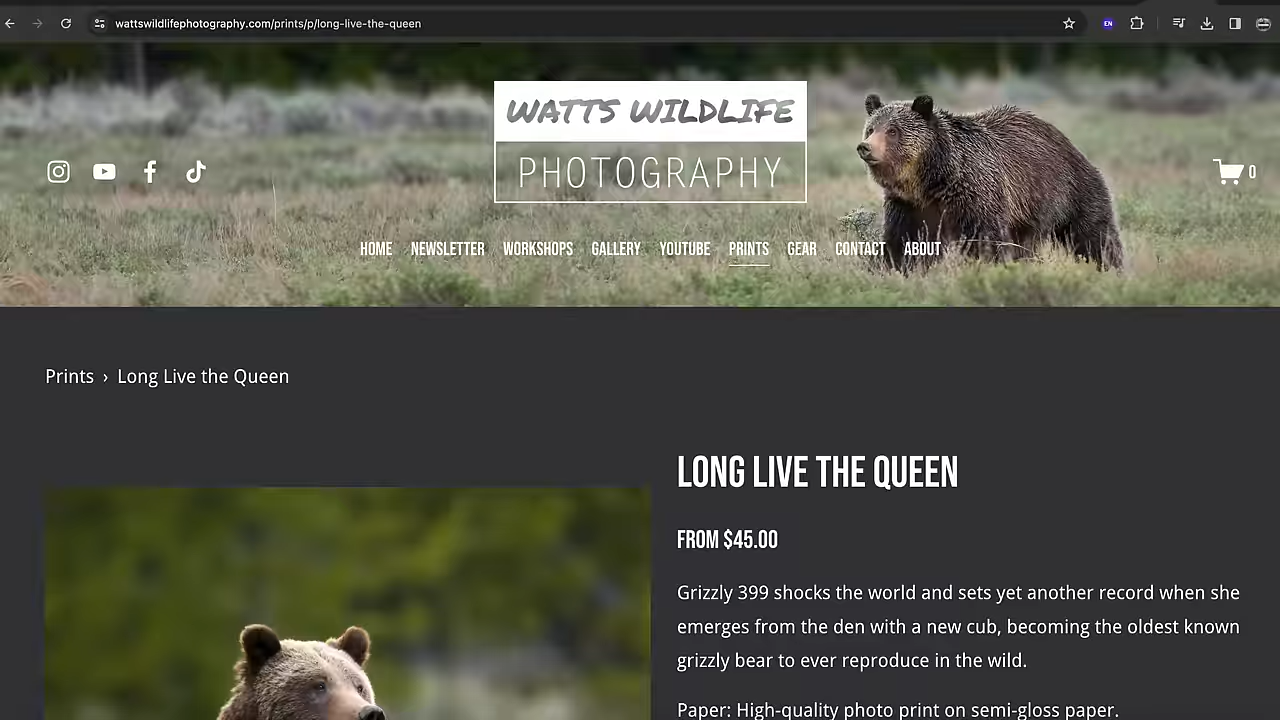 wattswildlifephotography.com/prints/p/long-live-the-queen
EN
WATTS WILDLIFE
PHOTOGRAPHY
0
HOME NEWSLETTER WORKSHOPS GALLERY YOUTUBE PRINTS GEAR CONTACT ABOUT
Prints › Long Live the Queen
LONG LIVE THE QUEEN
FROM $45.00
Grizzly 399 shocks the world and sets yet another record when she
emerges from the den with a new cub, becoming the oldest known
grizzly bear to ever reproduce in the wild.
Paper: High-quality photo print on semi-gloss paper.